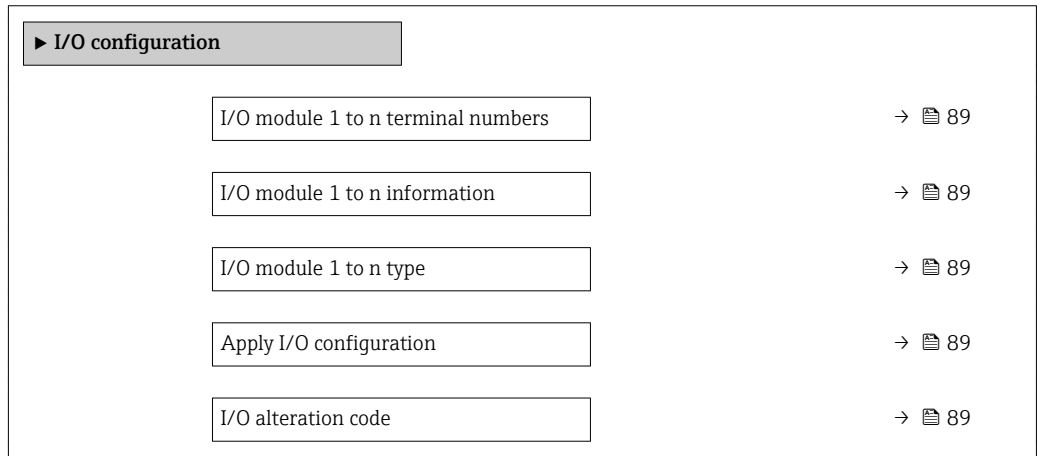 ► I/O configuration
I/O module 1 to n terminal numbers → 89
I/O module 1 to n information → 89
I/O module 1 to n type → 89
Apply I/O configuration → 89
I/O alteration code → 89